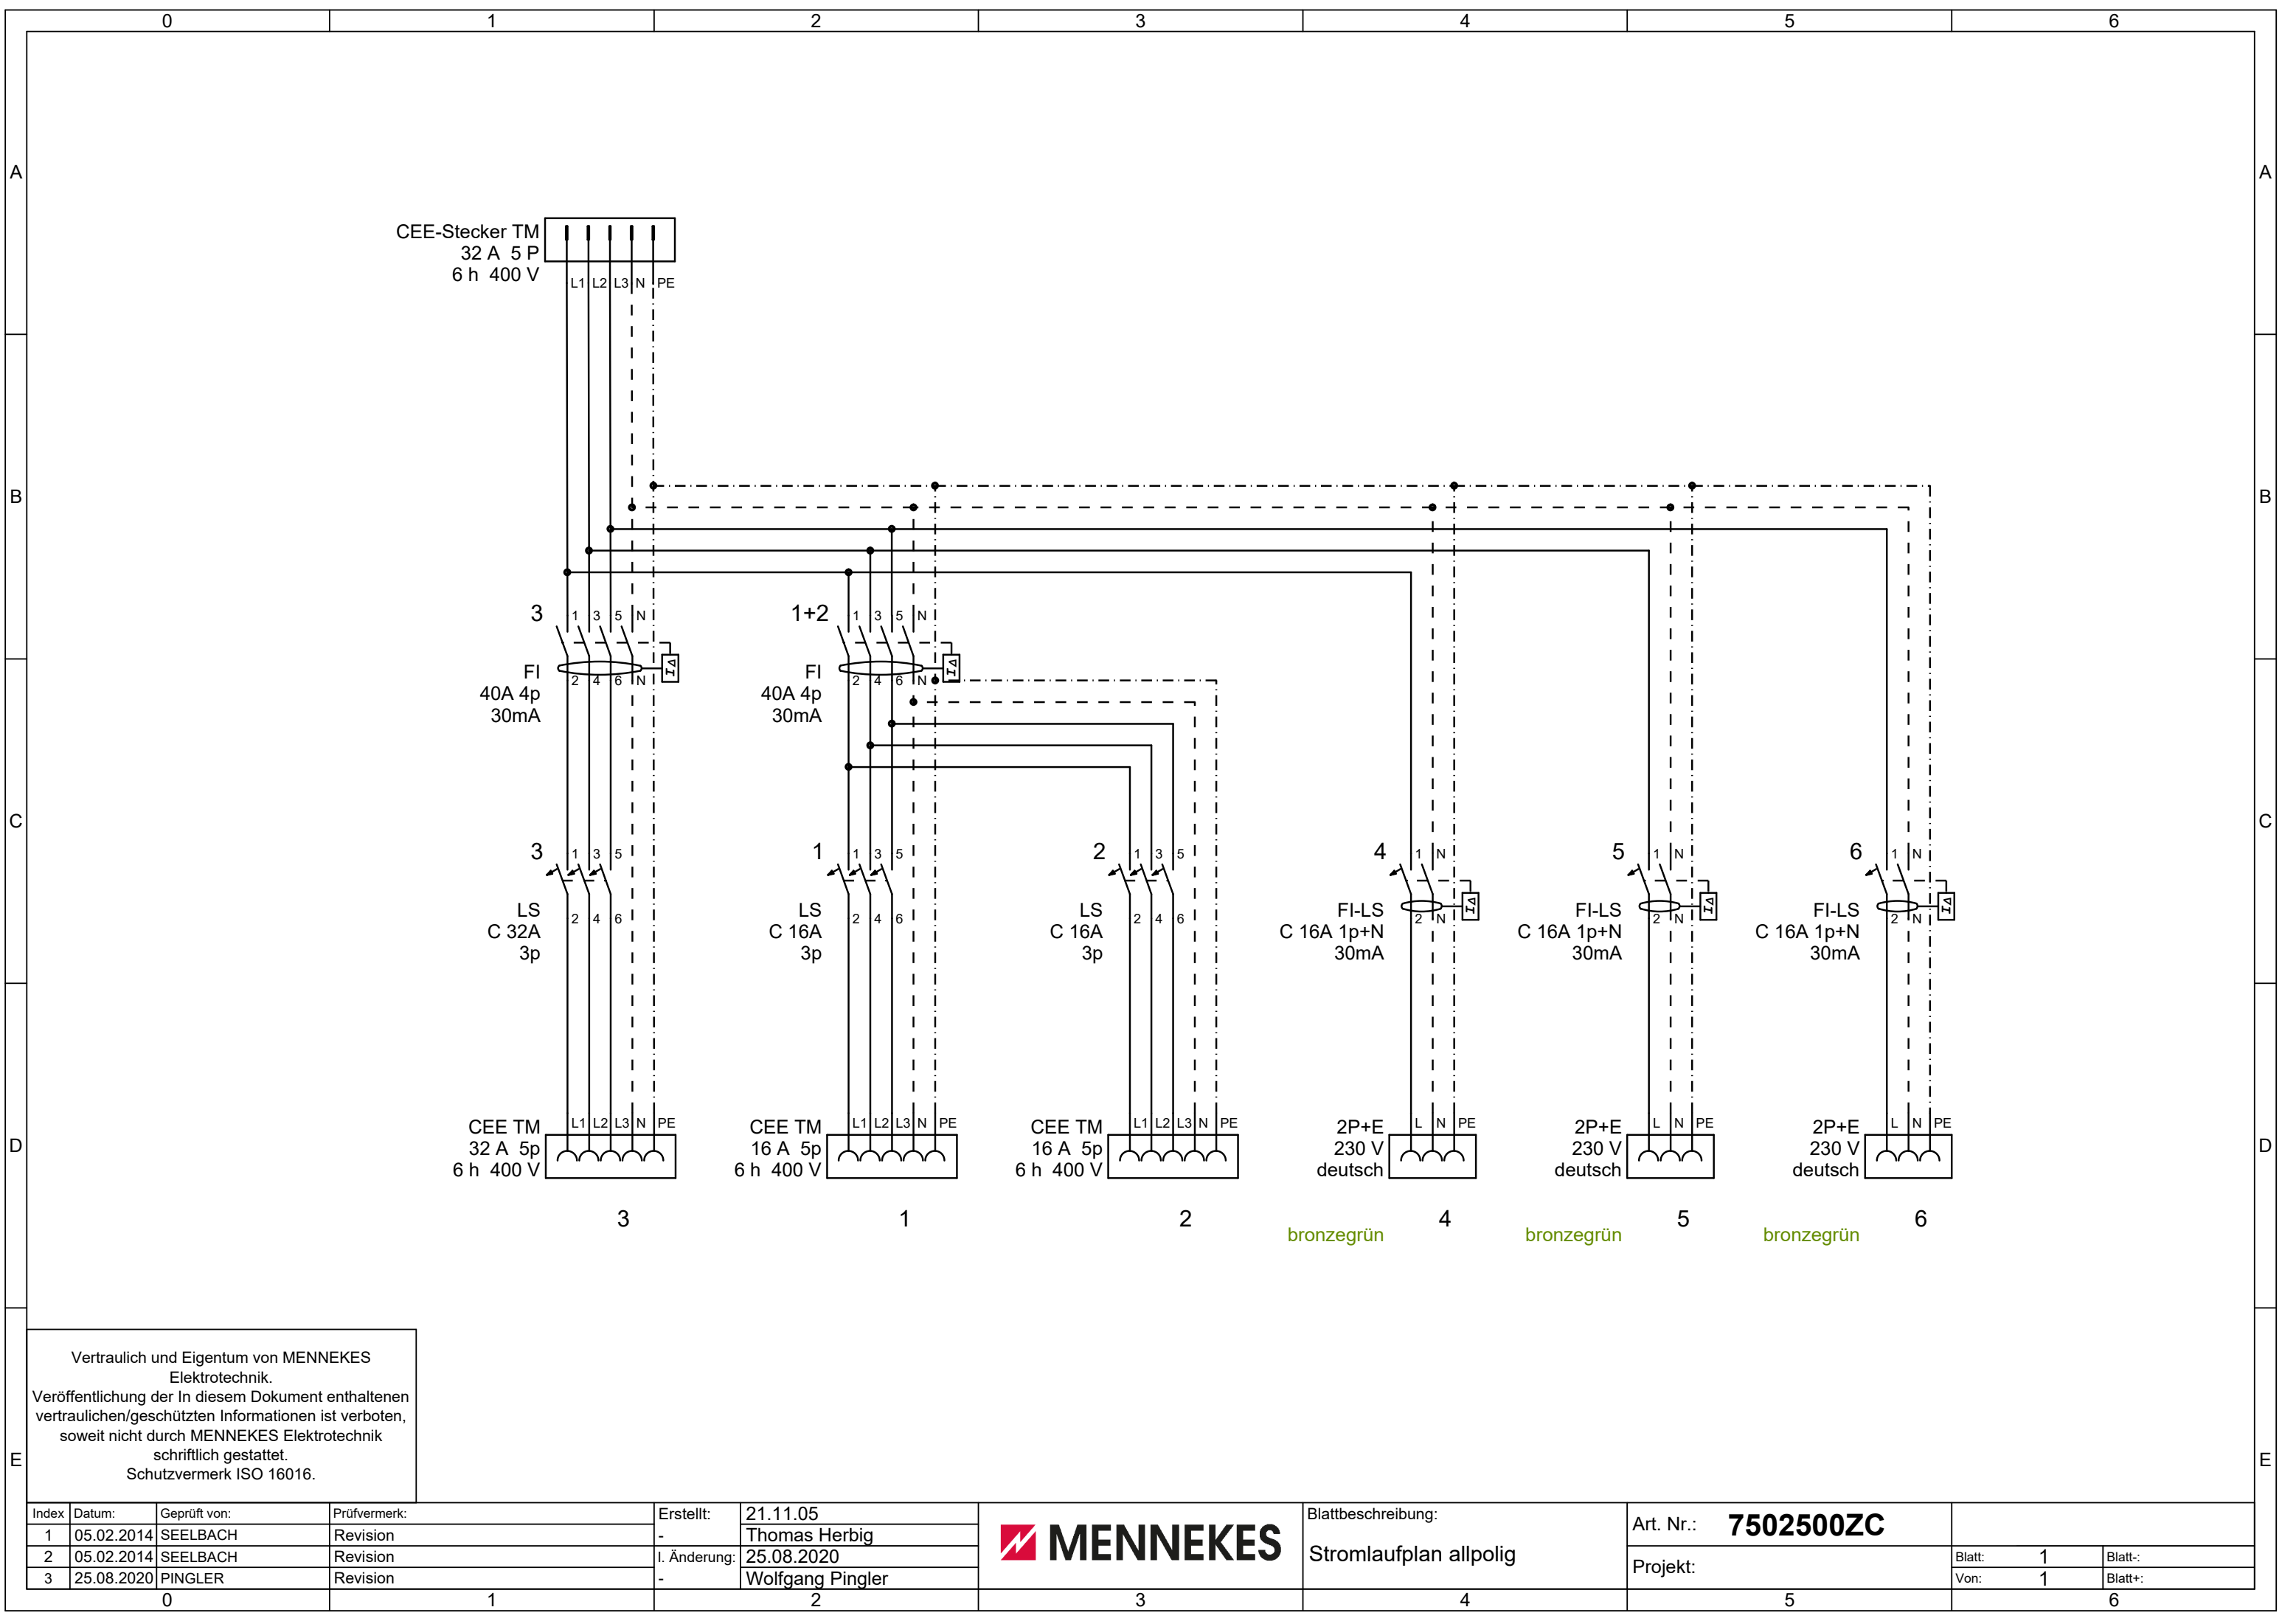 0 1 2 3 4 5 6
A A
CEE-Stecker TM
32 A 5 P
6 h 400 V
L1 L2 L3 N PE
B B
3 1 3 5 N
1+2 1 3 5 N
FI
40A 4p
30mA
2 4 6 N
I Δ
FI
40A 4p
30mA
2 4 6 N
I Δ
C C
3 1 3 5
1 1 3 5
2 1 3 5
4 1 N
5 1 N
6 1 N
LS
C 32A
3p
2 4 6
LS
C 16A
3p
2 4 6
LS
C 16A
3p
2 4 6
FI-LS
C 16A 1p+N
30mA
2 N
I Δ
FI-LS
C 16A 1p+N
30mA
2 N
I Δ
FI-LS
C 16A 1p+N
30mA
2 N
I Δ
D D
CEE TM
32 A 5p
6 h 400 V
L1 L2 L3 N PE
3
CEE TM
16 A 5p
6 h 400 V
L1 L2 L3 N PE
1
CEE TM
16 A 5p
6 h 400 V
L1 L2 L3 N PE
2
2P+E
230 V
deutsch
L N PE
4
bronzegrün
2P+E
230 V
deutsch
L N PE
5
bronzegrün
2P+E
230 V
deutsch
L N PE
6
bronzegrün
E E
Vertraulich und Eigentum von MENNEKES
Elektrotechnik.
Veröffentlichung der In diesem Dokument enthaltenen
vertraulichen/geschützten Informationen ist verboten,
soweit nicht durch MENNEKES Elektrotechnik
schriftlich gestattet.
Schutzvermerk ISO 16016.
Index Datum: Geprüft von: Prüfvermerk:
1 05.02.2014 SEELBACH Revision
2 05.02.2014 SEELBACH Revision
3 25.08.2020 PINGLER Revision
Erstellt: 21.11.05
- Thomas Herbig
l. Änderung: 25.08.2020
- Wolfgang Pingler
MENNEKES
Blattbeschreibung:
Stromlaufplan allpolig
Art. Nr.: 7502500ZC
Projekt:
Blatt: 1 Blatt-:
Von: 1 Blatt+:
0 1 2 3 4 5 6